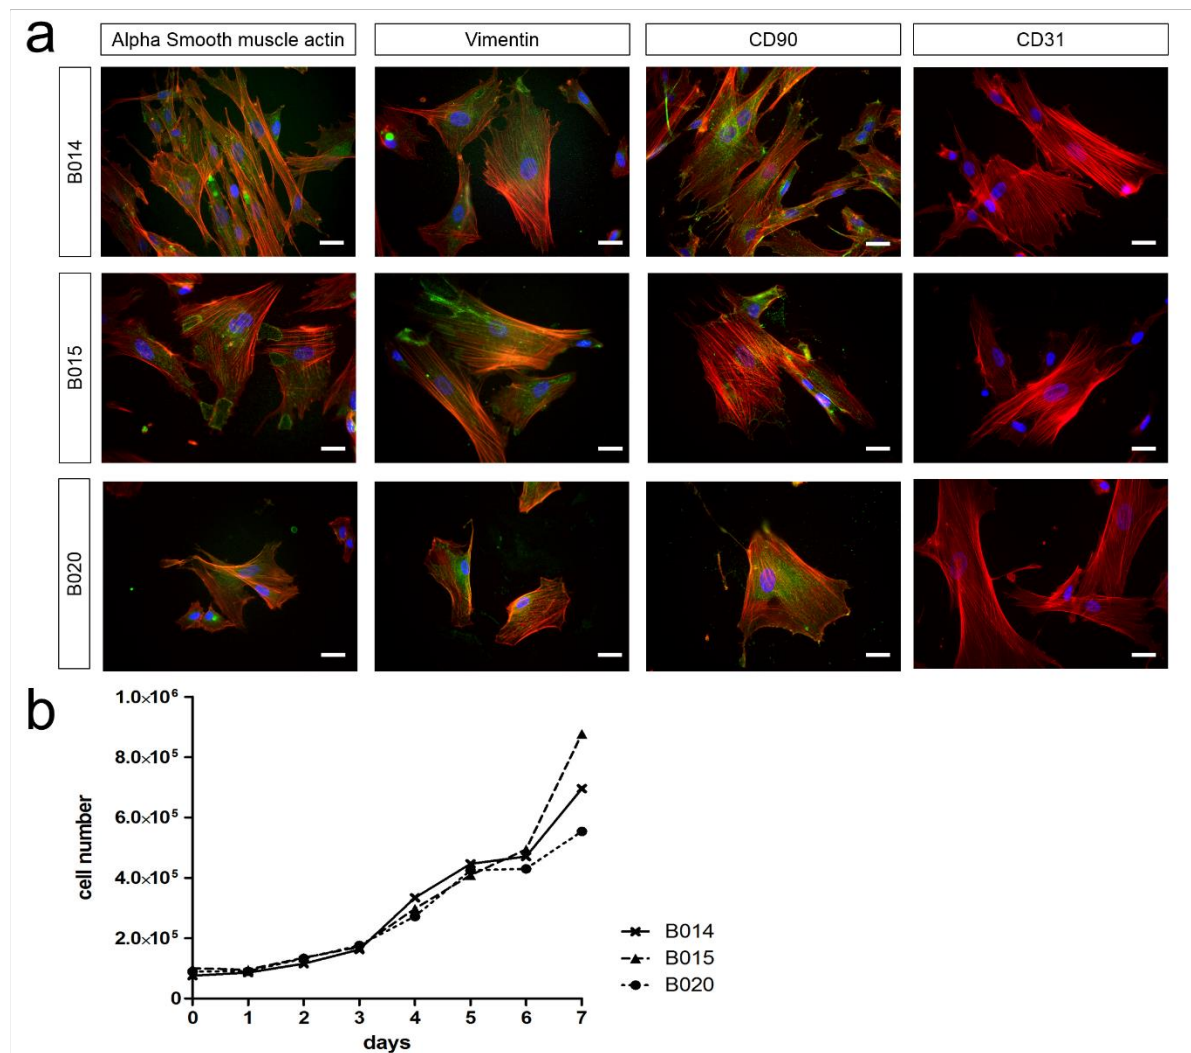 a
Alpha Smooth muscle actin
Vimentin
CD90
CD31
B014
B015
B020
b
1.0×10⁶
8.0×10⁵
6.0×10⁵
4.0×10⁵
2.0×10⁵
0
cell number
0 1 2 3 4 5 6 7
days
B014
B015
B020